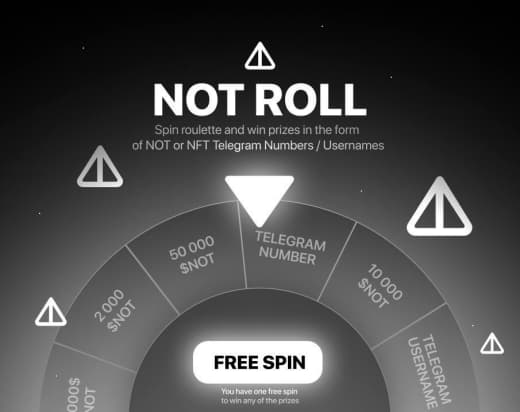 NOT ROLL
Spin roulette and win prizes in the form
of NOT or NFT Telegram Numbers / Usernames
50 000
$NOT
TELEGRAM
NUMBER
10 000
$NOT
2 000
$NOT
TELEGRAM
USERNAME
000$
NOT
FREE SPIN
You have one free spin
to win any of the prizes